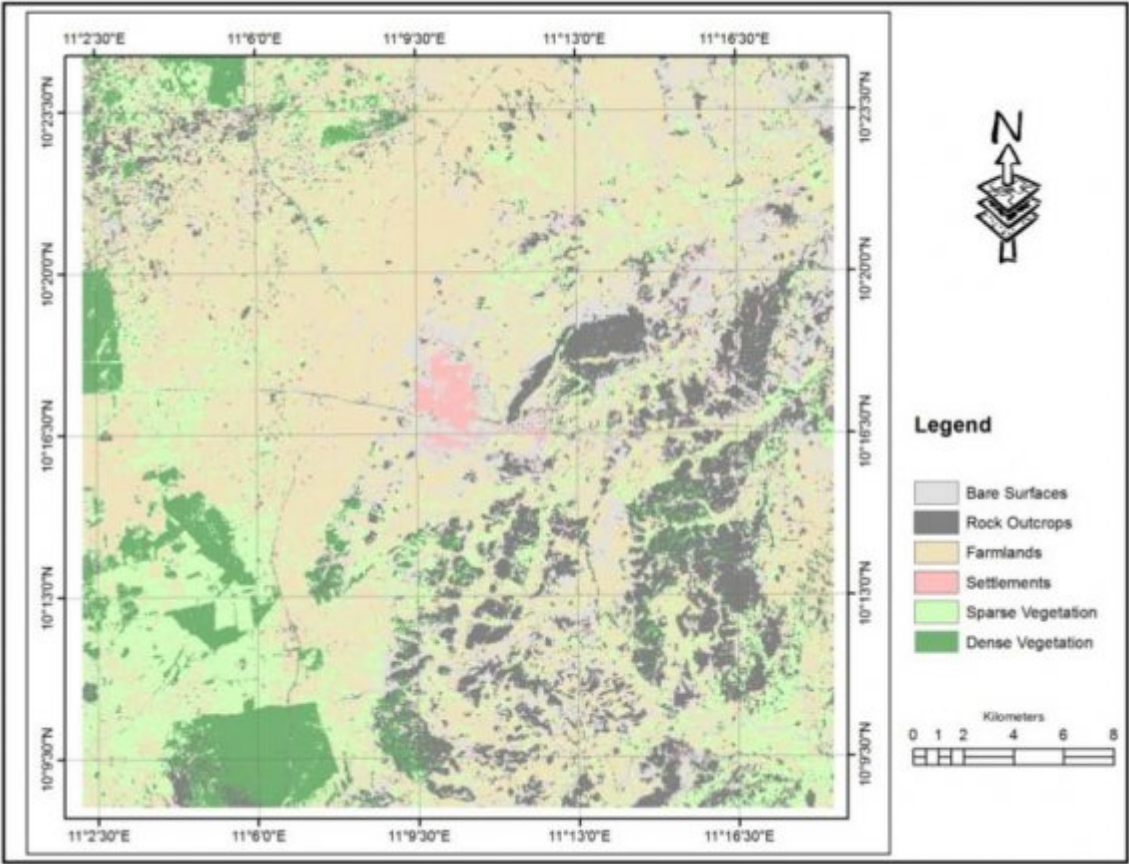 11°2'30"E 11°6'0"E 11°9'30"E 11°13'0"E 11°16'30"E
10°23'30"N
10°20'0"N
10°16'30"N
10°13'0"N
10°9'30"N
10°23'30"N
10°20'0"N
10°16'30"N
10°13'0"N
10°9'30"N
11°2'30"E 11°6'0"E 11°9'30"E 11°13'0"E 11°16'30"E
N
Legend
Bare Surfaces
Rock Outcrops
Farmlands
Settlements
Sparse Vegetation
Dense Vegetation
Kilometers
0 1 2 4 6 8